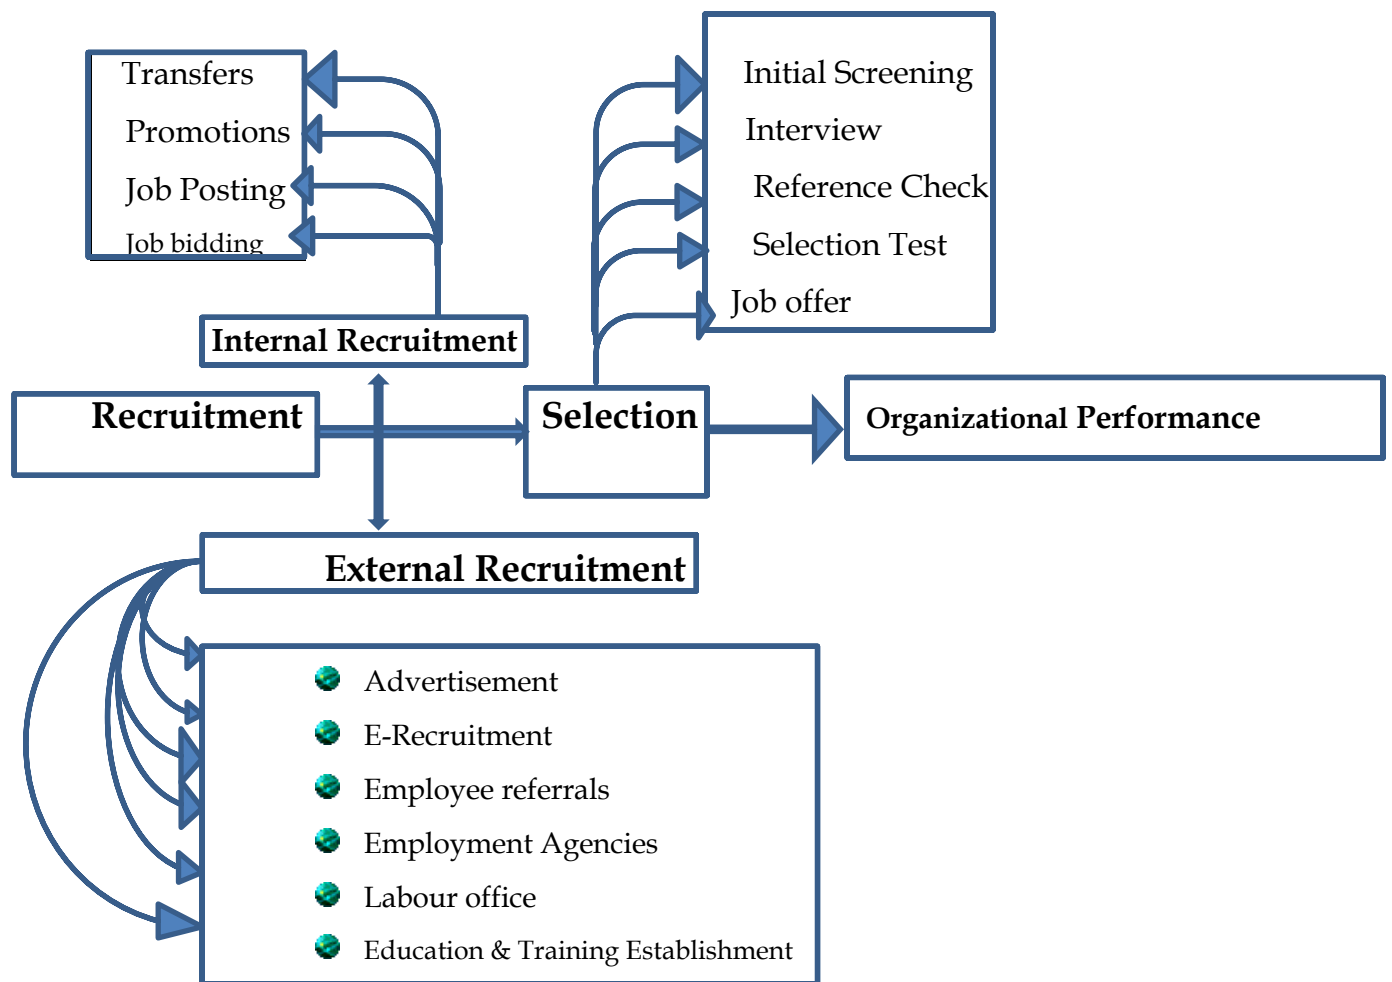 Transfers
Promotions
Job Posting
Job bidding
Initial Screening
Interview
Reference Check
Selection Test
Job offer
Internal Recruitment
Recruitment
Selection
Organizational Performance
External Recruitment
Advertisement
E-Recruitment
Employee referrals
Employment Agencies
Labour office
Education & Training Establishment